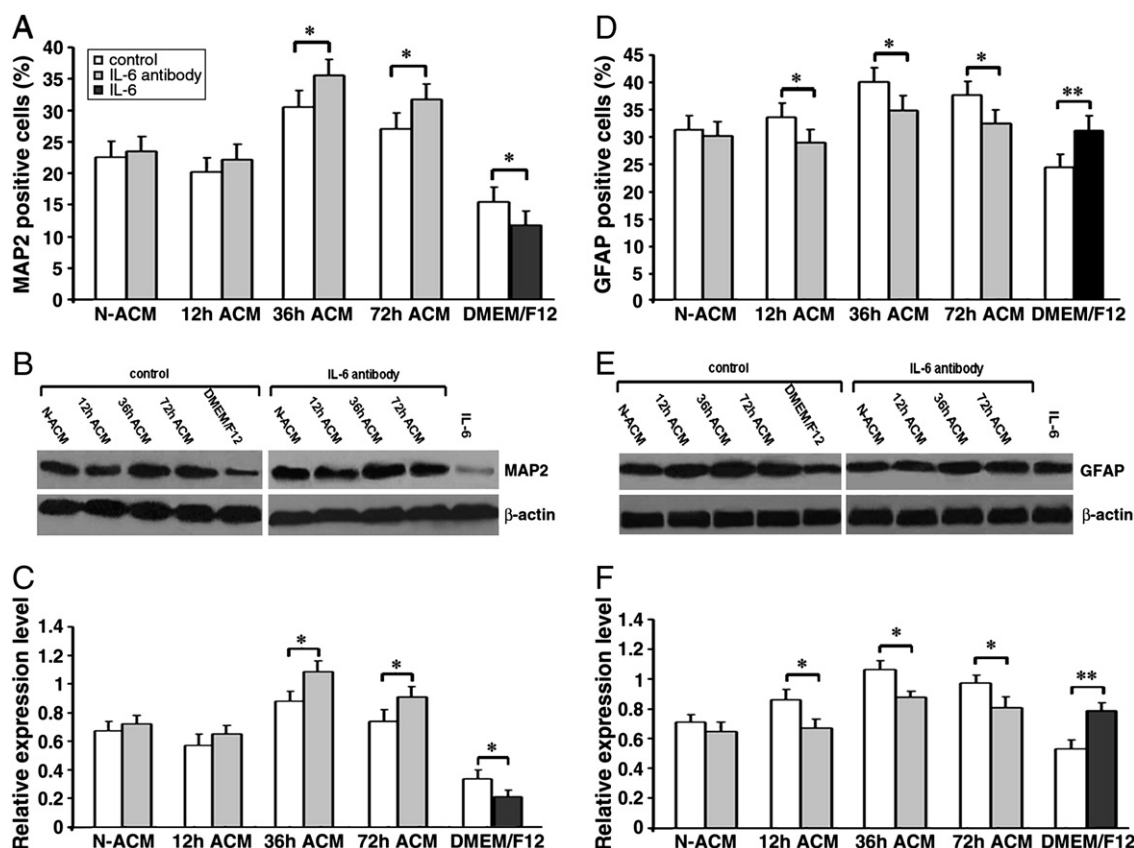 A
MAP2 positive cells (%)
40
35
30
25
20
15
10
5
0
control
IL-6 antibody
IL-6
*
*
*
N-ACM 12h ACM 36h ACM 72h ACM DMEM/F12
D
GFAP positive cells (%)
45
40
35
30
25
20
15
10
5
0
*
*
*
**
N-ACM 12h ACM 36h ACM 72h ACM DMEM/F12
B
control IL-6 antibody
N-ACM 12h ACM 36h ACM 72h ACM DMEM/F12 N-ACM 12h ACM 36h ACM 72h ACM IL-6
MAP2
β-actin
E
control IL-6 antibody
N-ACM 12h ACM 36h ACM 72h ACM DMEM/F12 N-ACM 12h ACM 36h ACM 72h ACM IL-6
GFAP
β-actin
C
Relative expression level
1.4
1.2
1
0.8
0.6
0.4
0.2
0
*
*
*
N-ACM 12h ACM 36h ACM 72h ACM DMEM/F12
F
Relative expression level
1.4
1.2
1
0.8
0.6
0.4
0.2
0
*
*
*
**
N-ACM 12h ACM 36h ACM 72h ACM DMEM/F12